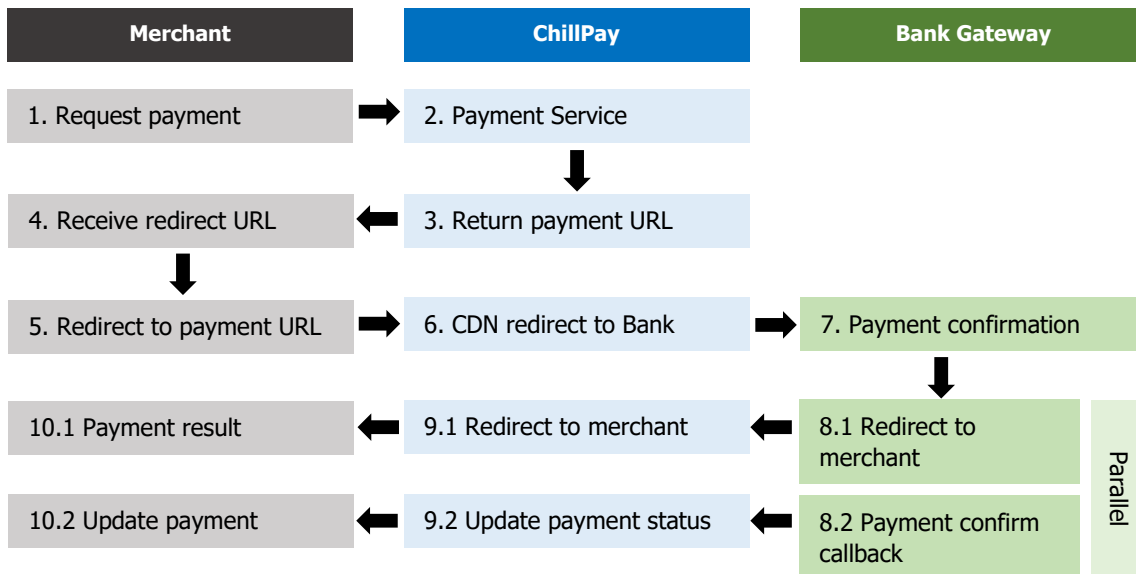 Merchant
ChillPay
Bank Gateway
1. Request payment
2. Payment Service
4. Receive redirect URL
3. Return payment URL
5. Redirect to payment URL
6. CDN redirect to Bank
7. Payment confirmation
10.1 Payment result
9.1 Redirect to merchant
8.1 Redirect to
merchant
10.2 Update payment
9.2 Update payment status
8.2 Payment confirm
callback
Parallel